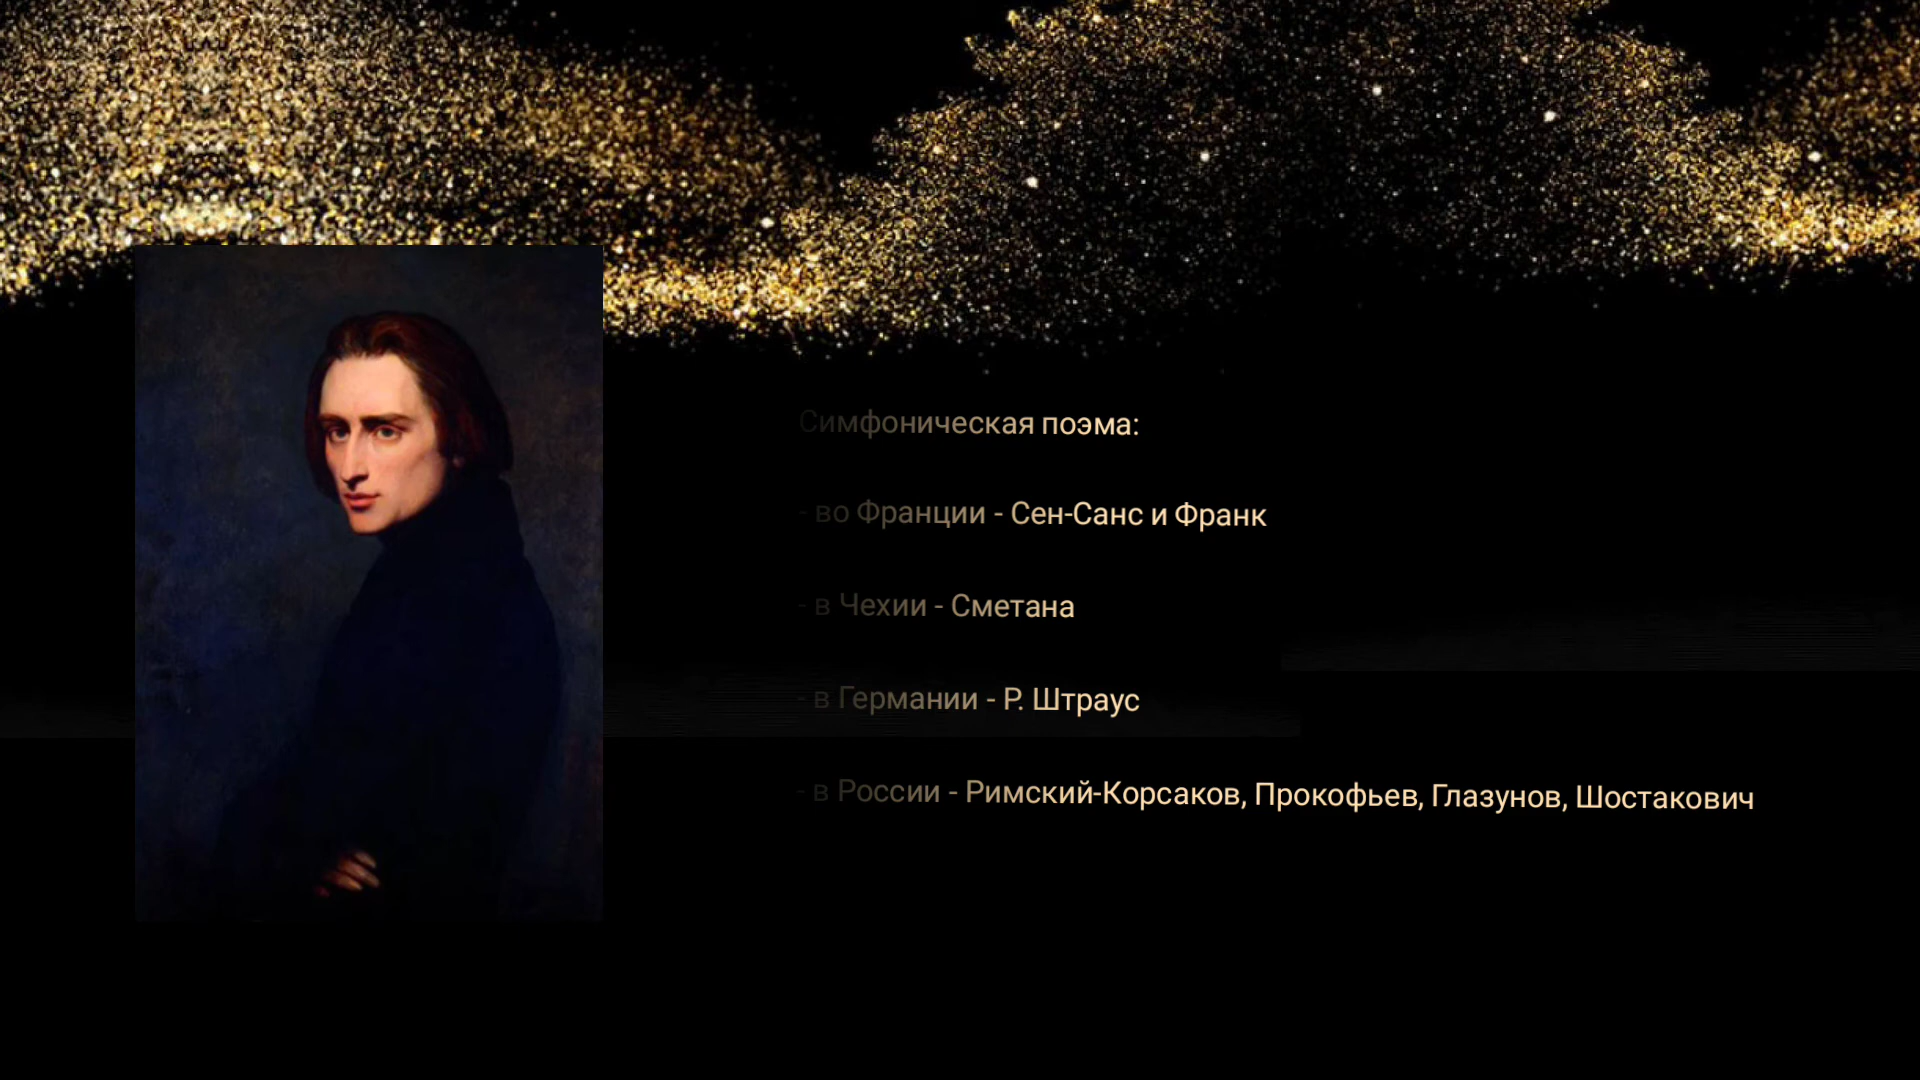 Симфоническая поэма:
- во Франции - Сен-Санс и Франк
- в Чехии - Сметана
- в Германии - Р. Штраус
- в России - Римский-Корсаков, Прокофьев, Глазунов, Шостакович